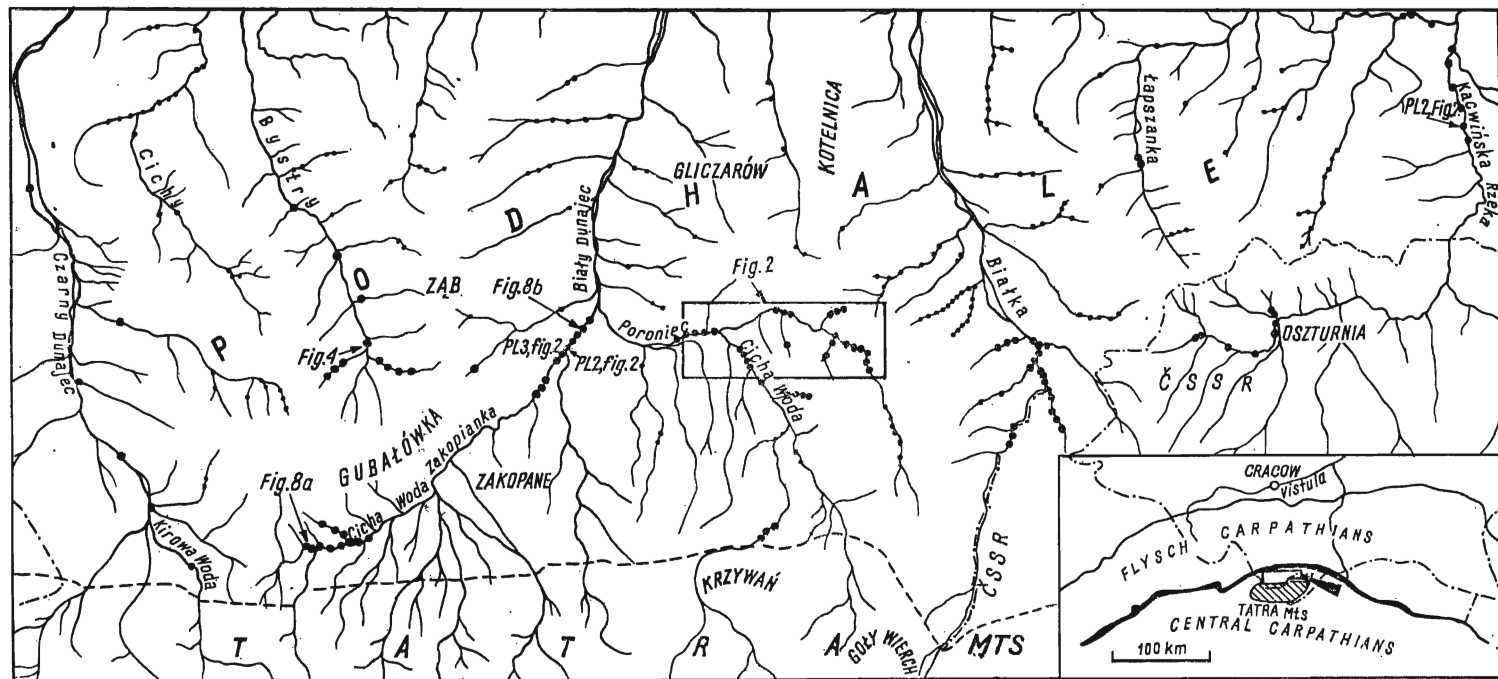 Czarny Dunajec
Cichy
Bystry
P O D H A L E
ZĄB
Fig.4
Fig.8b
PL3,fig.2
PL2,fig.2
Biały Dunajec
GLICZARÓW
KOTELNICA
Fig.2
Poroniec
Cicha Woda
Białka
Łapszanka
PL2,Fig.
Kacwińska Rzeka
OSZTURNIA
ČSSR
GUBAŁÓWKA
Fig.8a
Cicha Woda Zakopianka
ZAKOPANE
Kirowa Woda
KRZYWAŃ
GOŁY WIERCH
ČSSR
T A T R A MTS
CRACOW
Vistula
FLYSCH CARPATHIANS
TATRA MTS
CENTRAL CARPATHIANS
100 km